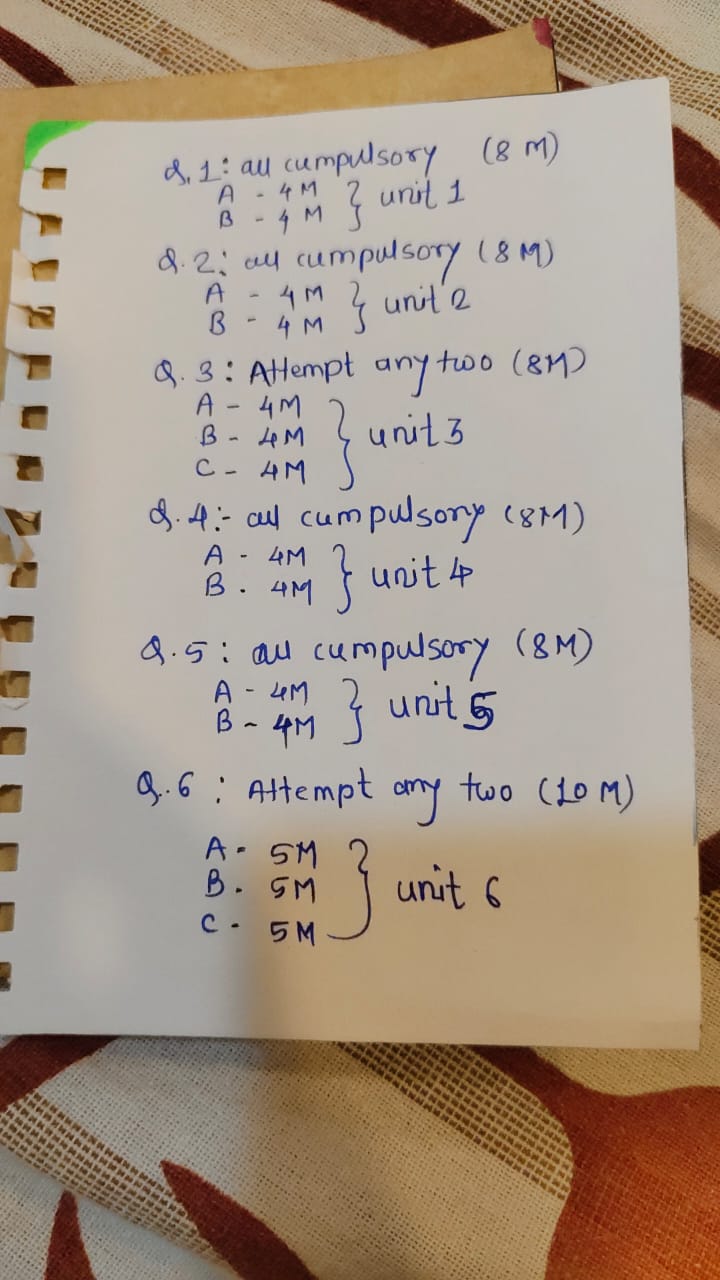 Q.1: all cumpulsory (8 M)
A - 4 M
B - 4 M } unit 1
Q.2: all cumpulsory (8 M)
A - 4 M
B - 4 M } unit 2
Q. 3: Attempt any two (8M)
A - 4M
B - 4M } unit 3
C - 4M
Q.4:- all cumpulsory (8M)
A - 4M
B . 4M } unit 4
Q.5: all cumpulsory (8M)
A - 4M
B - 4M } unit 5
Q.6 : Attempt any two (10 M)
A - 5M
B . 5M } unit 6
C - 5M